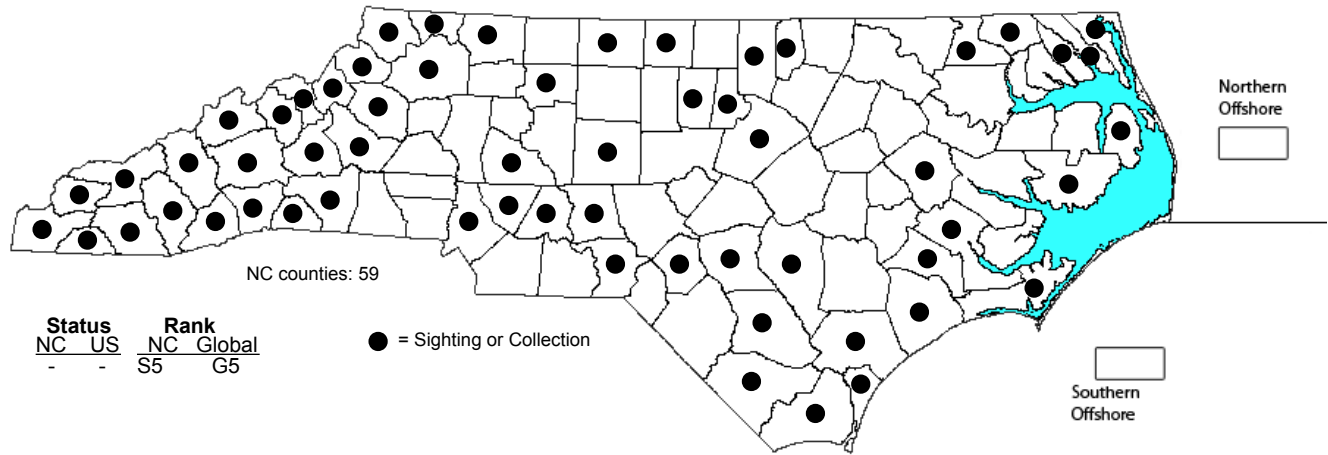 Northern
Offshore
NC counties: 59
Status Rank
NC US NC Global
- - S5 G5
= Sighting or Collection
Southern
Offshore